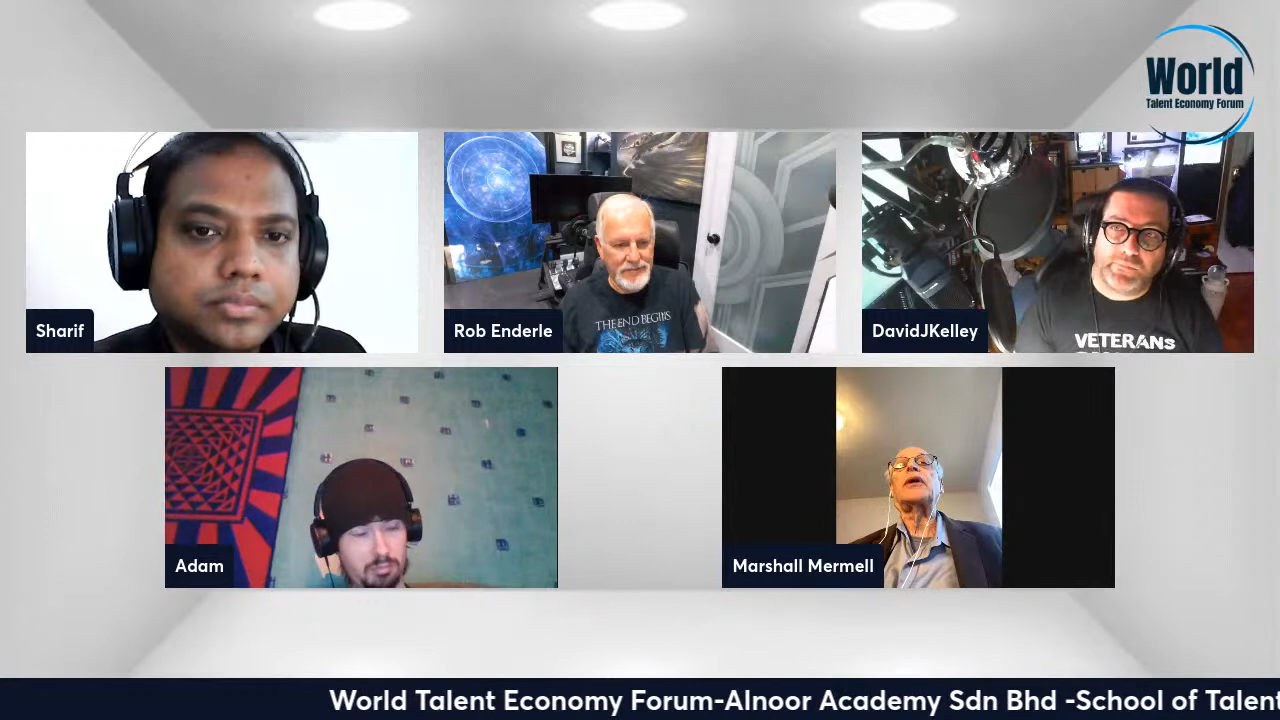 World
Talent Economy Forum
Sharif
THE END BEGINS
Rob Enderle
VETERANS
DavidJKelley
Adam
Marshall Mermell
World Talent Economy Forum-Alnoor Academy Sdn Bhd -School of Talent